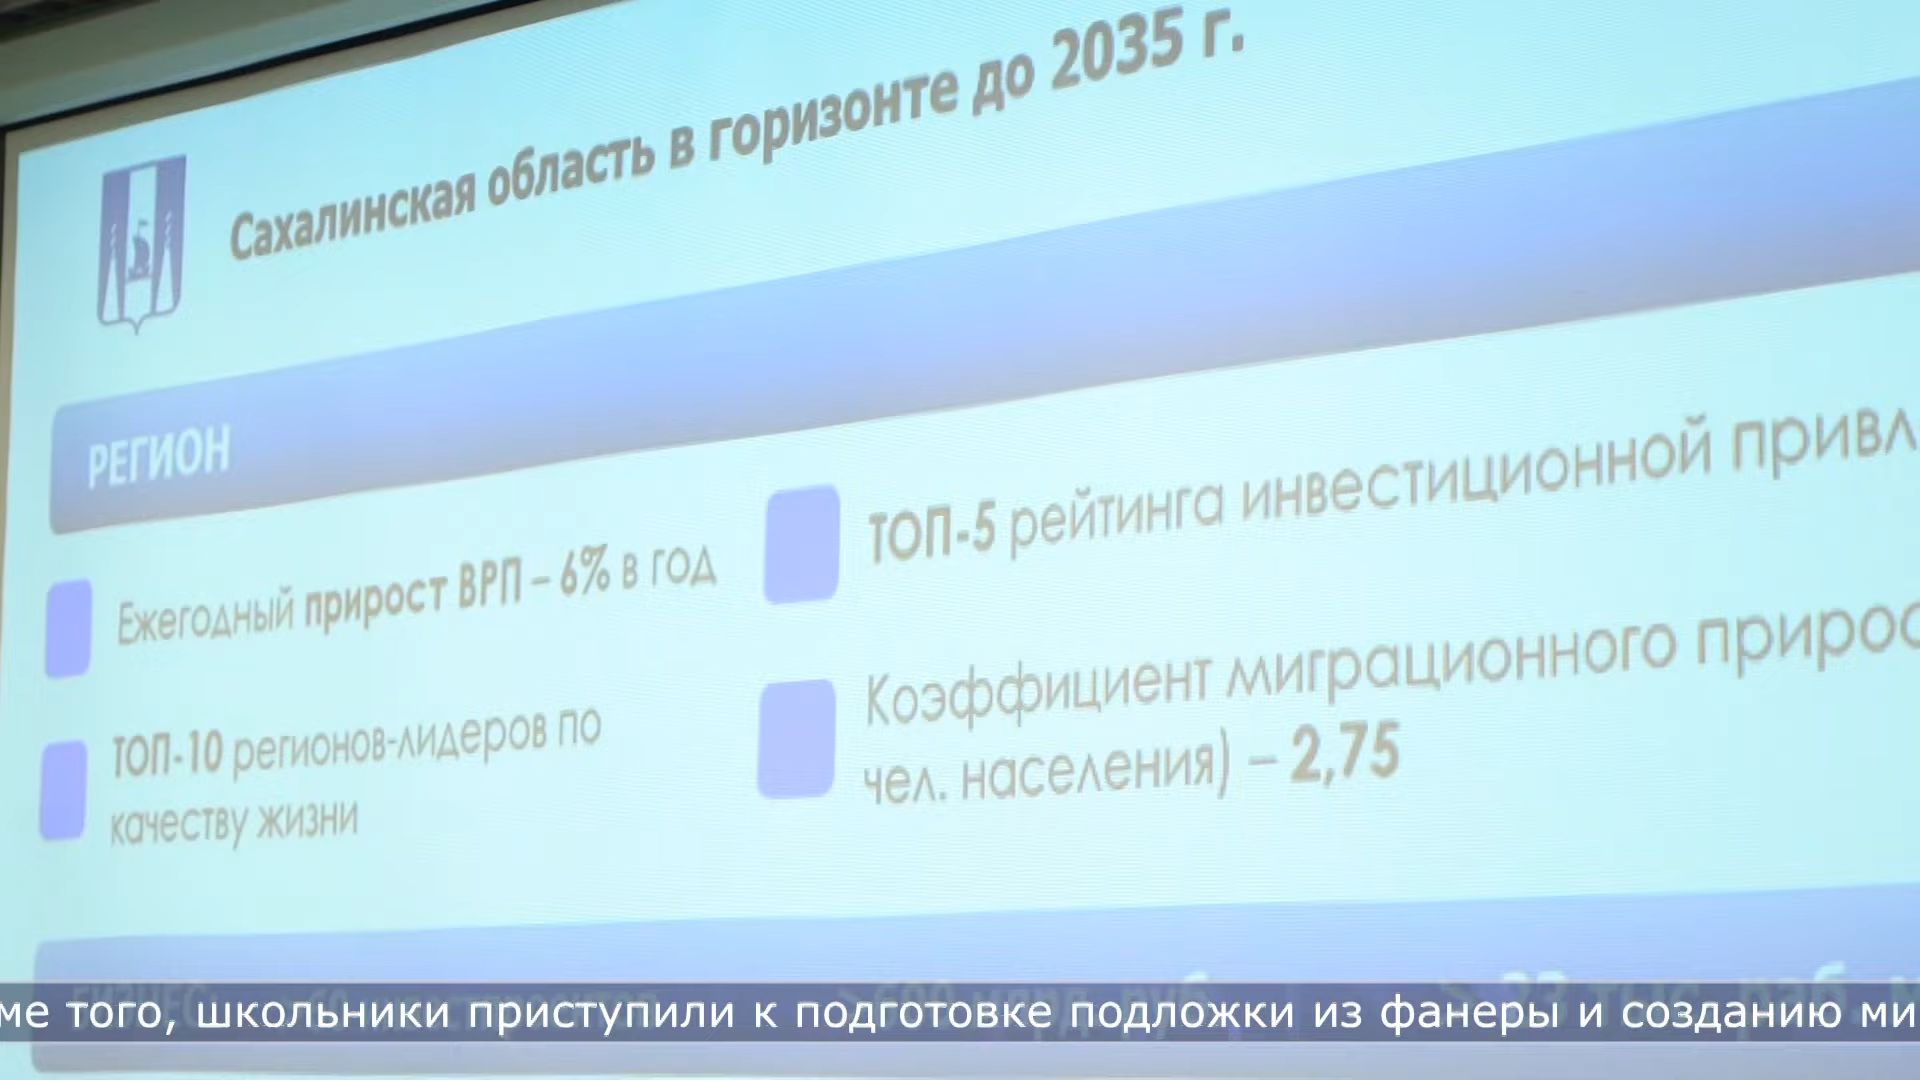 Сахалинская область в горизонте до 2035 г.
РЕГИОН
Ежегодный прирост ВРП – 6% в год
ТОП-10 регионов-лидеров по
качеству жизни
ТОП-5 рейтинга инвестиционной привл
Коэффициент миграционного прирос
чел. населения) – 2,75
ме того, школьники приступили к подготовке подложки из фанеры и созданию ми